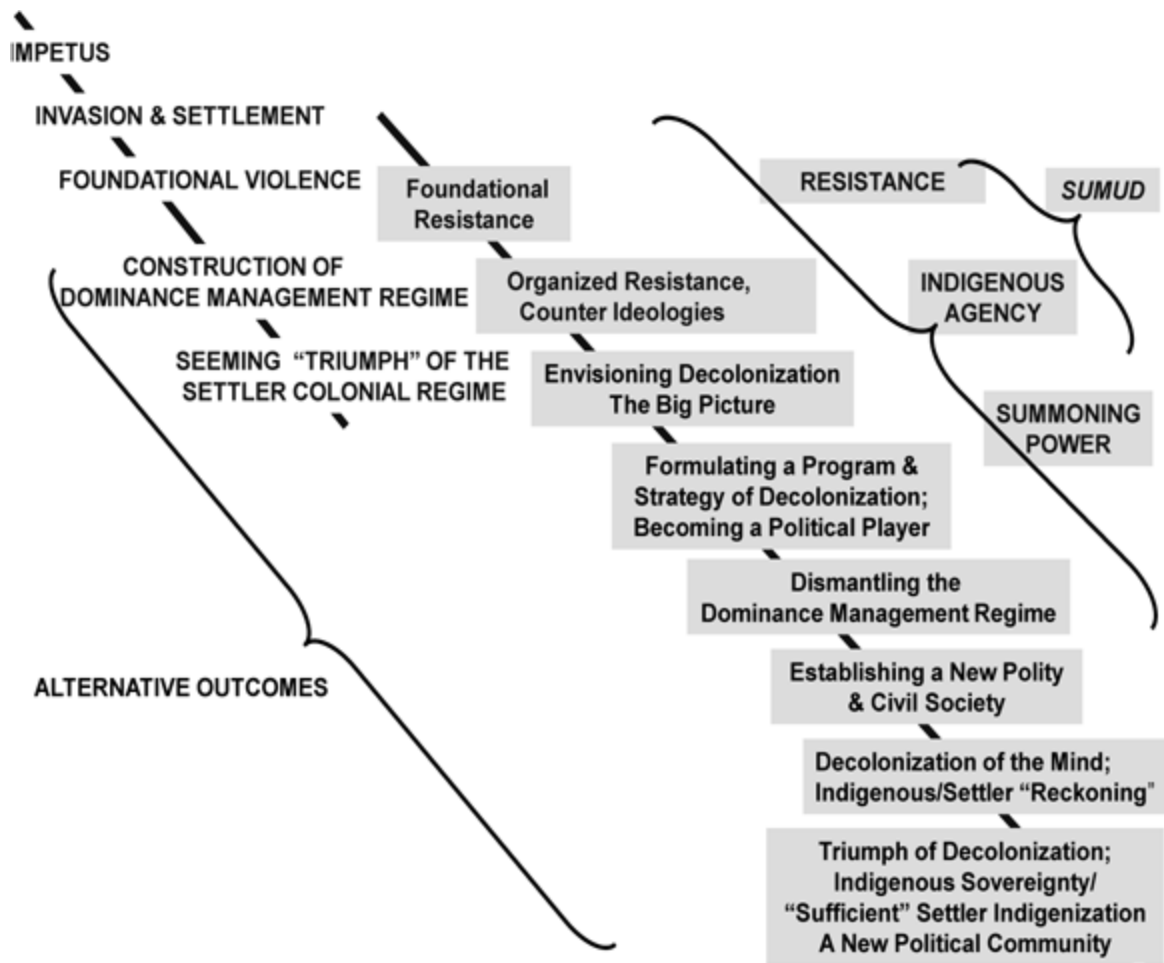 IMPETUS
INVASION & SETTLEMENT
FOUNDATIONAL VIOLENCE
CONSTRUCTION OF
DOMINANCE MANAGEMENT REGIME
SEEMING “TRIUMPH” OF THE
SETTLER COLONIAL REGIME
ALTERNATIVE OUTCOMES
Foundational
Resistance
Organized Resistance,
Counter Ideologies
Envisioning Decolonization
The Big Picture
Formulating a Program &
Strategy of Decolonization;
Becoming a Political Player
Dismantling the
Dominance Management Regime
Establishing a New Polity
& Civil Society
Decolonization of the Mind;
Indigenous/Settler “Reckoning”
Triumph of Decolonization;
Indigenous Sovereignty/
“Sufficient” Settler Indigenization
A New Political Community
RESISTANCE
SUMUD
INDIGENOUS
AGENCY
SUMMONING
POWER